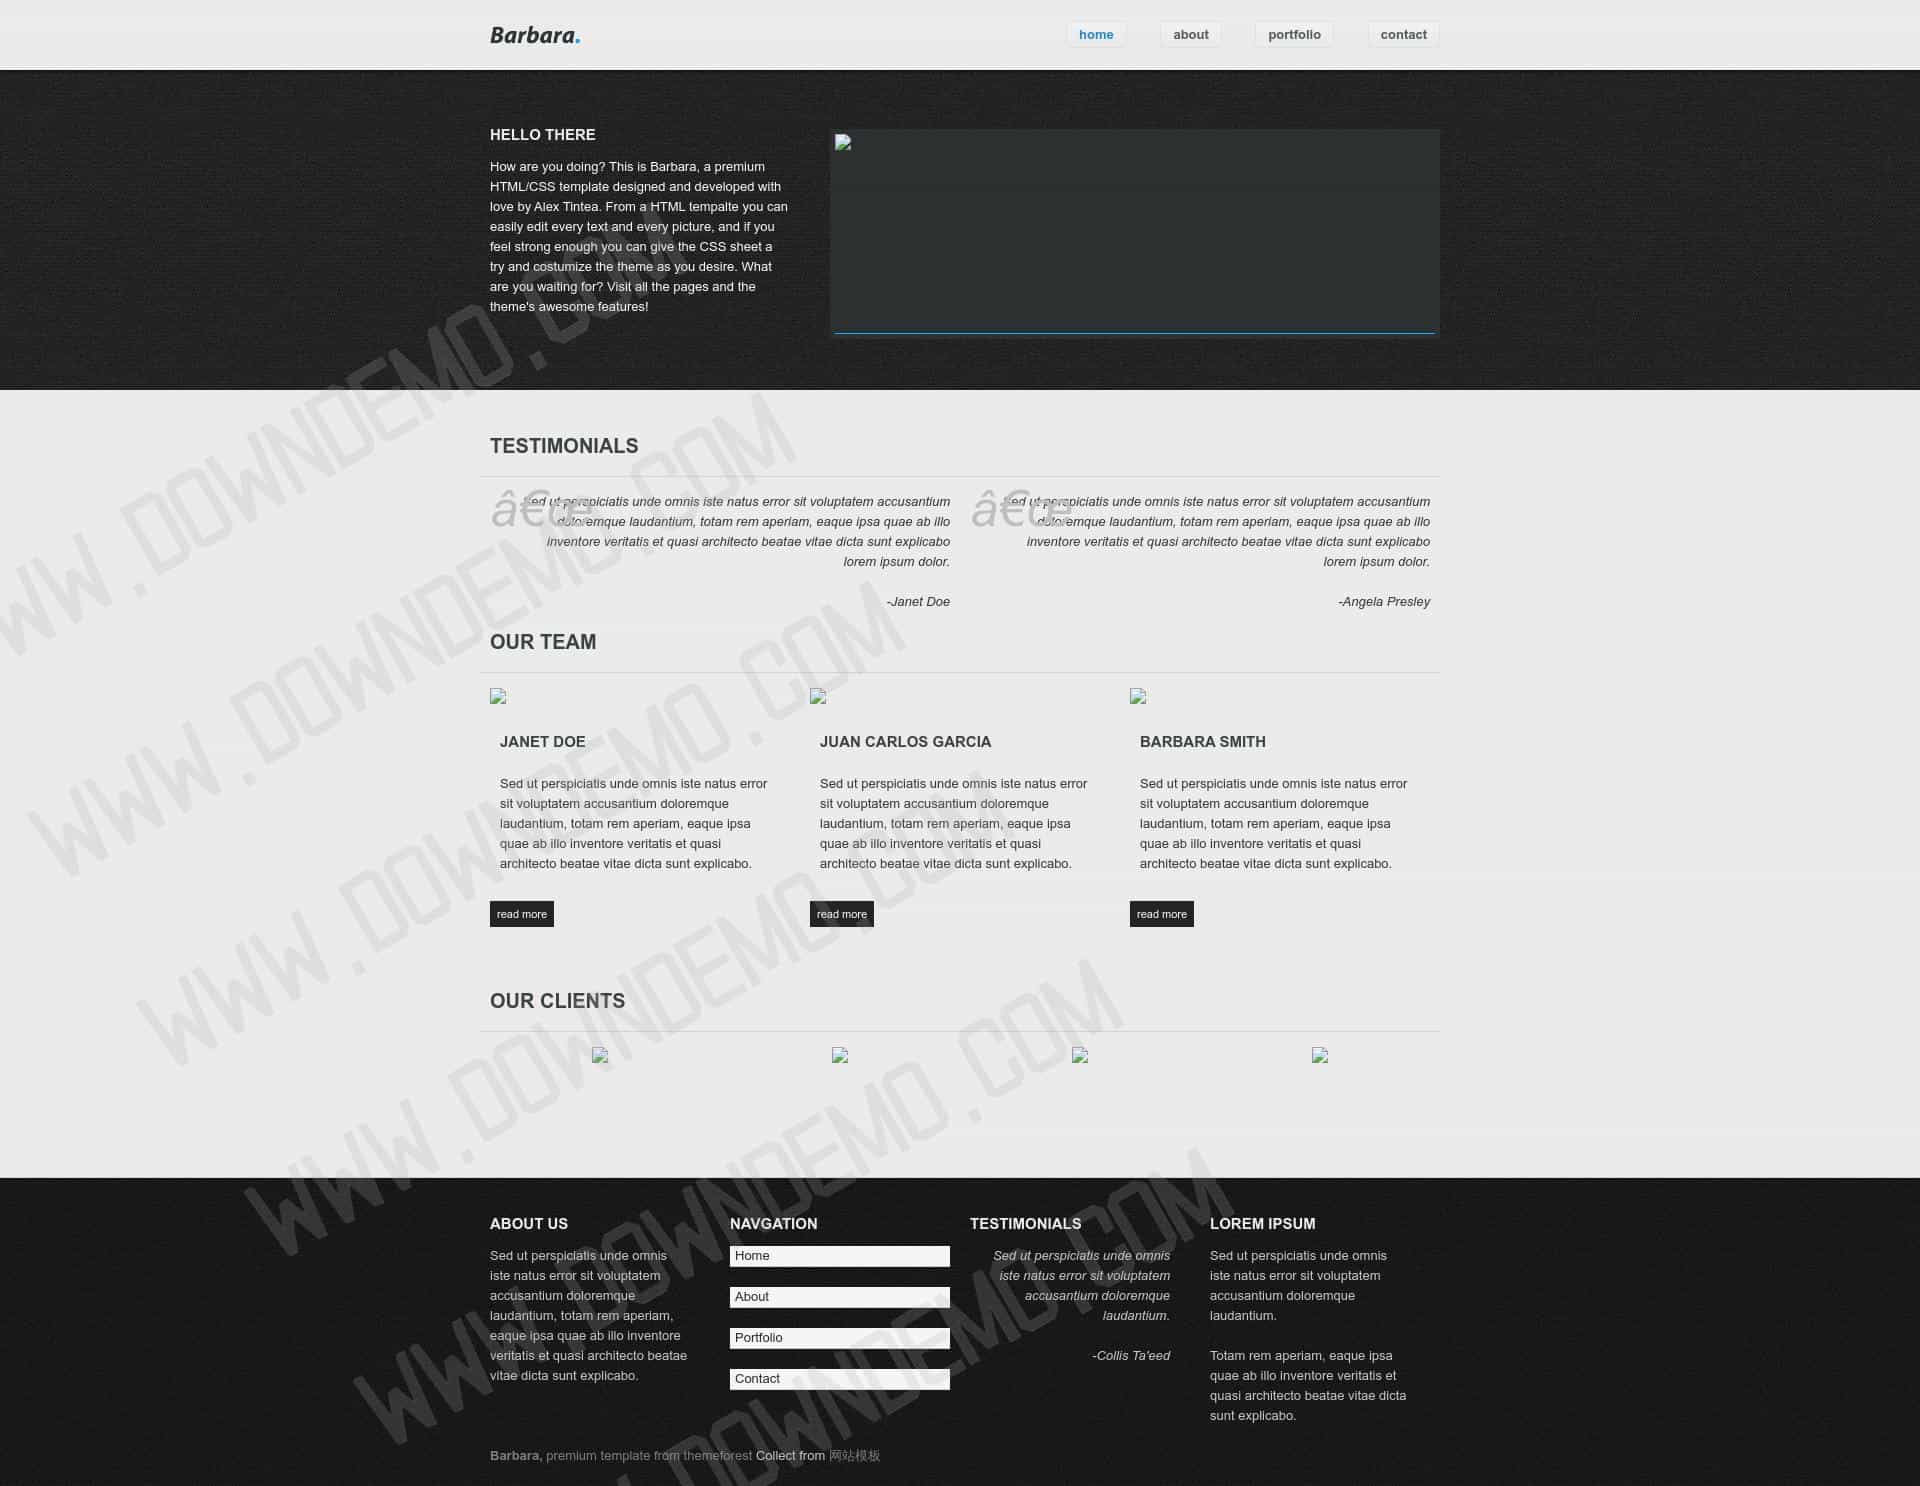 Barbara.
home about portfolio contact
HELLO THERE
How are you doing? This is Barbara, a premium
HTML/CSS template designed and developed with
love by Alex Tintea. From a HTML tempalte you can
easily edit every text and every picture, and if you
feel strong enough you can give the CSS sheet a
try and costumize the theme as you desire. What
are you waiting for? Visit all the pages and the
theme's awesome features!
TESTIMONIALS
“
Sed ut perspiciatis unde omnis iste natus error sit voluptatem accusantium
doloremque laudantium, totam rem aperiam, eaque ipsa quae ab illo
inventore veritatis et quasi architecto beatae vitae dicta sunt explicabo
lorem ipsum dolor.
-Janet Doe
“
Sed ut perspiciatis unde omnis iste natus error sit voluptatem accusantium
doloremque laudantium, totam rem aperiam, eaque ipsa quae ab illo
inventore veritatis et quasi architecto beatae vitae dicta sunt explicabo
lorem ipsum dolor.
-Angela Presley
OUR TEAM
JANET DOE
Sed ut perspiciatis unde omnis iste natus error
sit voluptatem accusantium doloremque
laudantium, totam rem aperiam, eaque ipsa
quae ab illo inventore veritatis et quasi
architecto beatae vitae dicta sunt explicabo.
read more
JUAN CARLOS GARCIA
Sed ut perspiciatis unde omnis iste natus error
sit voluptatem accusantium doloremque
laudantium, totam rem aperiam, eaque ipsa
quae ab illo inventore veritatis et quasi
architecto beatae vitae dicta sunt explicabo.
read more
BARBARA SMITH
Sed ut perspiciatis unde omnis iste natus error
sit voluptatem accusantium doloremque
laudantium, totam rem aperiam, eaque ipsa
quae ab illo inventore veritatis et quasi
architecto beatae vitae dicta sunt explicabo.
read more
OUR CLIENTS
ABOUT US
Sed ut perspiciatis unde omnis
iste natus error sit voluptatem
accusantium doloremque
laudantium, totam rem aperiam,
eaque ipsa quae ab illo inventore
veritatis et quasi architecto beatae
vitae dicta sunt explicabo.
NAVGATION
Home
About
Portfolio
Contact
TESTIMONIALS
Sed ut perspiciatis unde omnis
iste natus error sit voluptatem
accusantium doloremque
laudantium.
-Collis Ta'eed
LOREM IPSUM
Sed ut perspiciatis unde omnis
iste natus error sit voluptatem
accusantium doloremque
laudantium.
Totam rem aperiam, eaque ipsa
quae ab illo inventore veritatis et
quasi architecto beatae vitae dicta
sunt explicabo.
Barbara, premium template from themeforest Collect from 网站模板
WWW.DOWNDEMO.COM
WWW.DOWNDEMO.COM
WWW.DOWNDEMO.COM
WWW.DOWNDEMO.COM
WWW.DOWNDEMO.COM
DOWNDEMO.COM